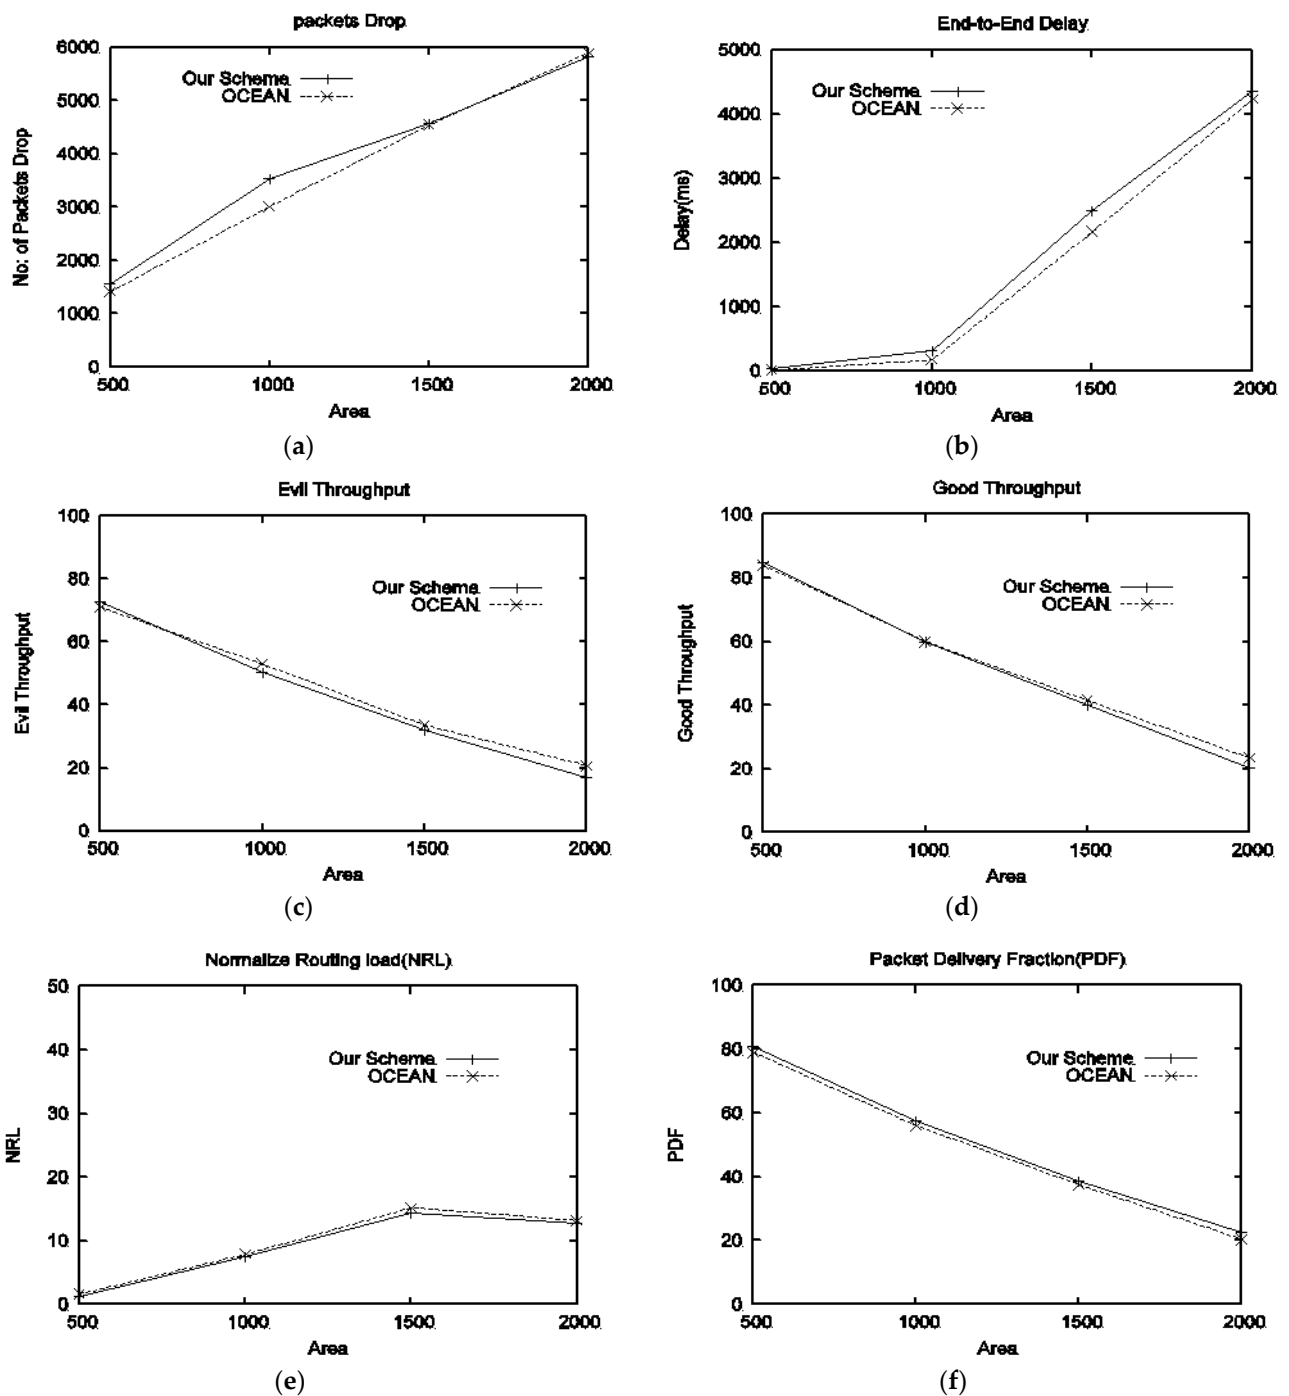 packets Drop
6000
5000
4000
3000
2000
1000
0
No: of Packets Drop
Our Scheme
OCEAN
500
1000
1500
2000
Area
(a)
End-to-End Delay
5000
4000
3000
2000
1000
0
Delay(ms)
Our Scheme
OCEAN
500
1000
1500
2000
Area
(b)
Evil Throughput
100
80
60
40
20
0
Evil Throughput
Our Scheme
OCEAN
500
1000
1500
2000
Area
(c)
Good Throughput
100
80
60
40
20
0
Good Throughput
Our Scheme
OCEAN
500
1000
1500
2000
Area
(d)
Normalize Routing load(NRL)
50
40
30
20
10
0
NRL
Our Scheme
OCEAN
500
1000
1500
2000
Area
(e)
Packet Delivery Fraction(PDF)
100
80
60
40
20
0
PDF
Our Scheme
OCEAN
500
1000
1500
2000
Area
(f)